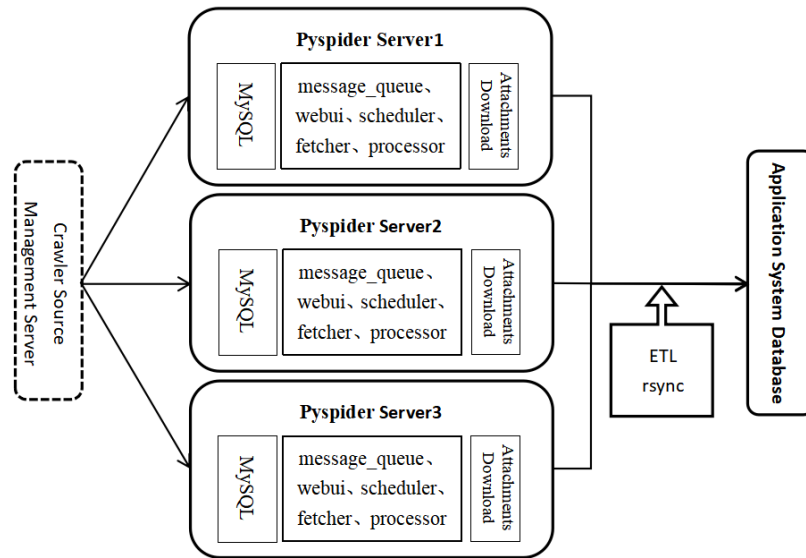 Crawler Source
Management Server
Pyspider Server1
MySQL
message_queue、
webui、scheduler、
fetcher、processor
Attachments
Download
Pyspider Server2
MySQL
message_queue、
webui、scheduler、
fetcher、processor
Attachments
Download
Pyspider Server3
MySQL
message_queue、
webui、scheduler、
fetcher、processor
Attachments
Download
ETL
rsync
Application System Database